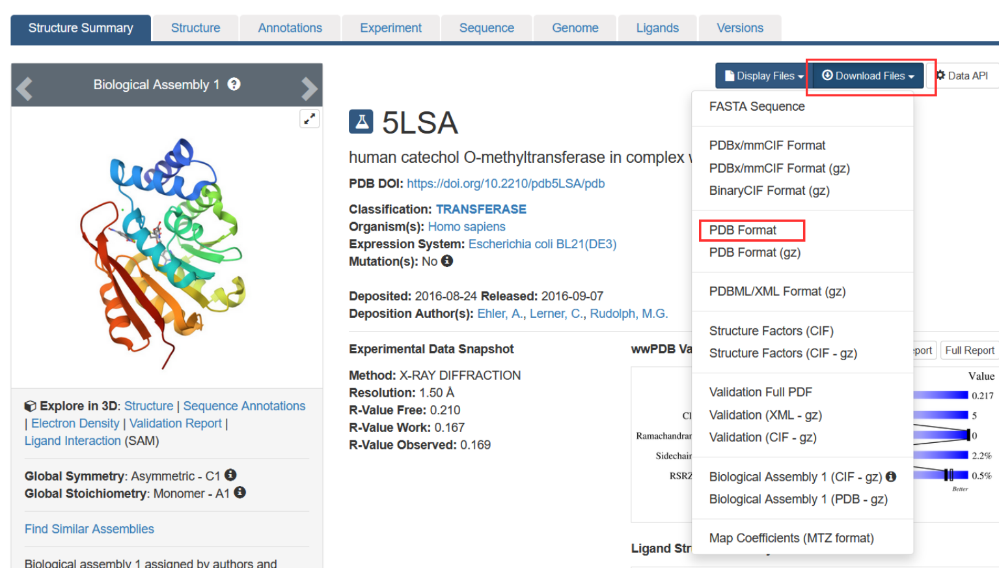 Structure Summary
Structure
Annotations
Experiment
Sequence
Genome
Ligands
Versions
Biological Assembly 1
Display Files
Download Files
Data API
5LSA
human catechol O-methyltransferase in complex
PDB DOI: https://doi.org/10.2210/pdb5LSA/pdb
Classification: TRANSFERASE
Organism(s): Homo sapiens
Expression System: Escherichia coli BL21(DE3)
Mutation(s): No
Deposited: 2016-08-24 Released: 2016-09-07
Deposition Author(s): Ehler, A., Lerner, C., Rudolph, M.G.
Experimental Data Snapshot
Method: X-RAY DIFFRACTION
Resolution: 1.50 Å
R-Value Free: 0.210
R-Value Work: 0.167
R-Value Observed: 0.169
FASTA Sequence
PDBx/mmCIF Format
PDBx/mmCIF Format (gz)
BinaryCIF Format (gz)
PDB Format
PDB Format (gz)
PDBML/XML Format (gz)
Structure Factors (CIF)
Structure Factors (CIF - gz)
Validation Full PDF
Validation (XML - gz)
Validation (CIF - gz)
Biological Assembly 1 (CIF - gz)
Biological Assembly 1 (PDB - gz)
Map Coefficients (MTZ format)
wwPDB Va
port
Full Report
Value
0.217
Cl
5
Ramachandran
0
Sidechain
2.2%
RSRZ
0.5%
Better
Ligand Str
Explore in 3D: Structure | Sequence Annotations
| Electron Density | Validation Report |
Ligand Interaction (SAM)
Global Symmetry: Asymmetric - C1
Global Stoichiometry: Monomer - A1
Find Similar Assemblies
Biological assembly 1 assigned by authors and